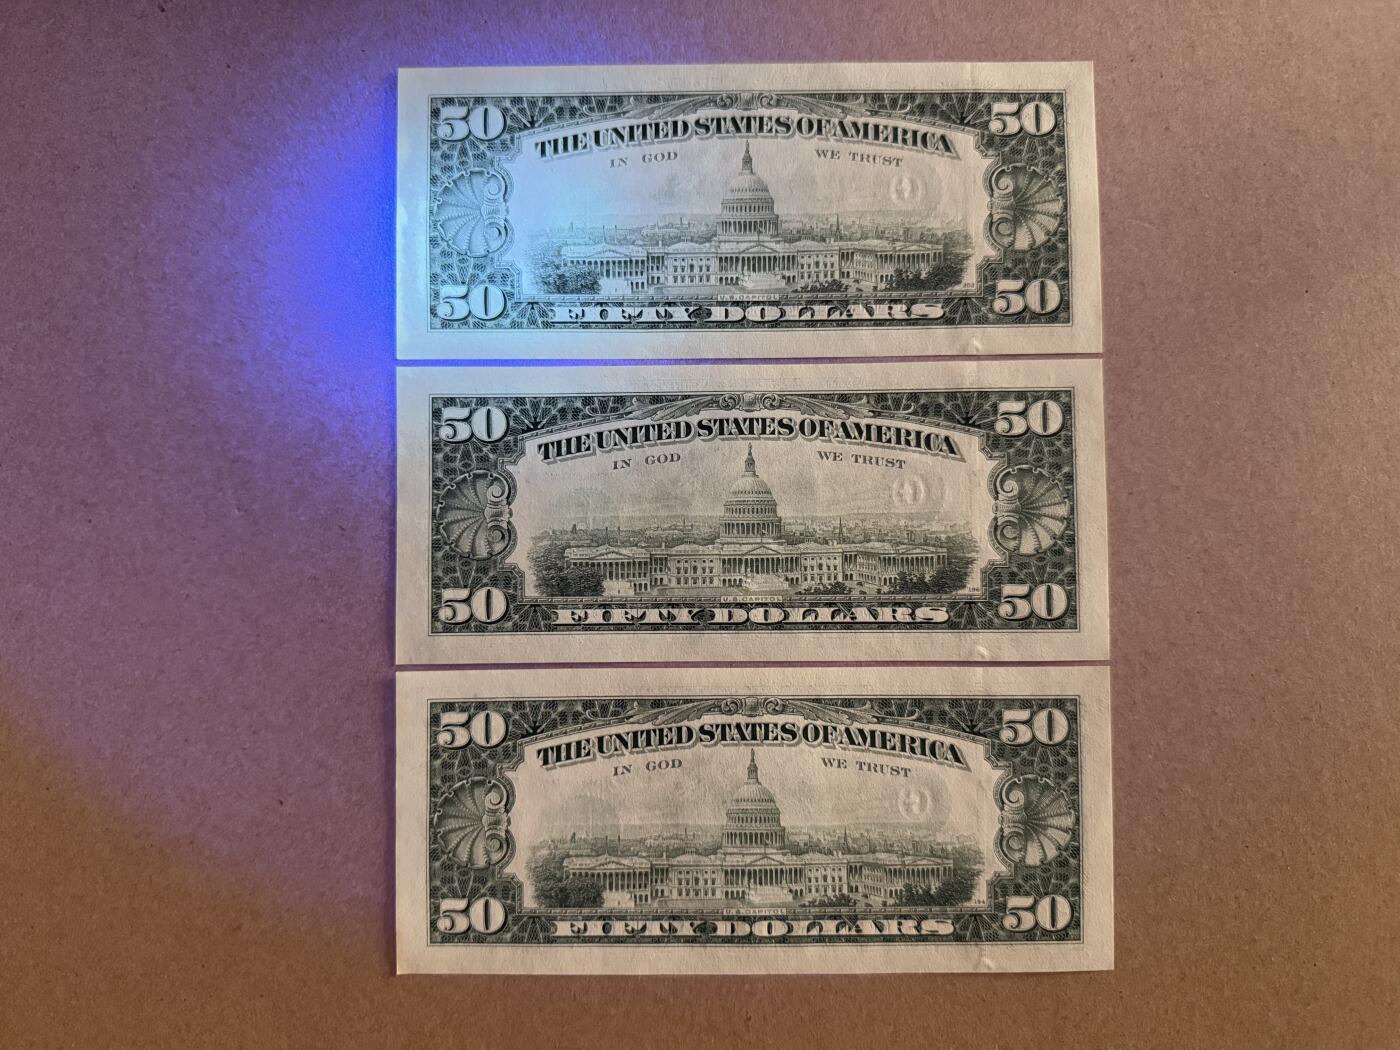 50 50
THE UNITED STATES OF AMERICA
IN GOD WE TRUST
U.S. CAPITOL
50 50
FIFTY DOLLARS
50 50
THE UNITED STATES OF AMERICA
IN GOD WE TRUST
U.S. CAPITOL
50 50
FIFTY DOLLARS
50 50
THE UNITED STATES OF AMERICA
IN GOD WE TRUST
U.S. CAPITOL
50 50
FIFTY DOLLARS